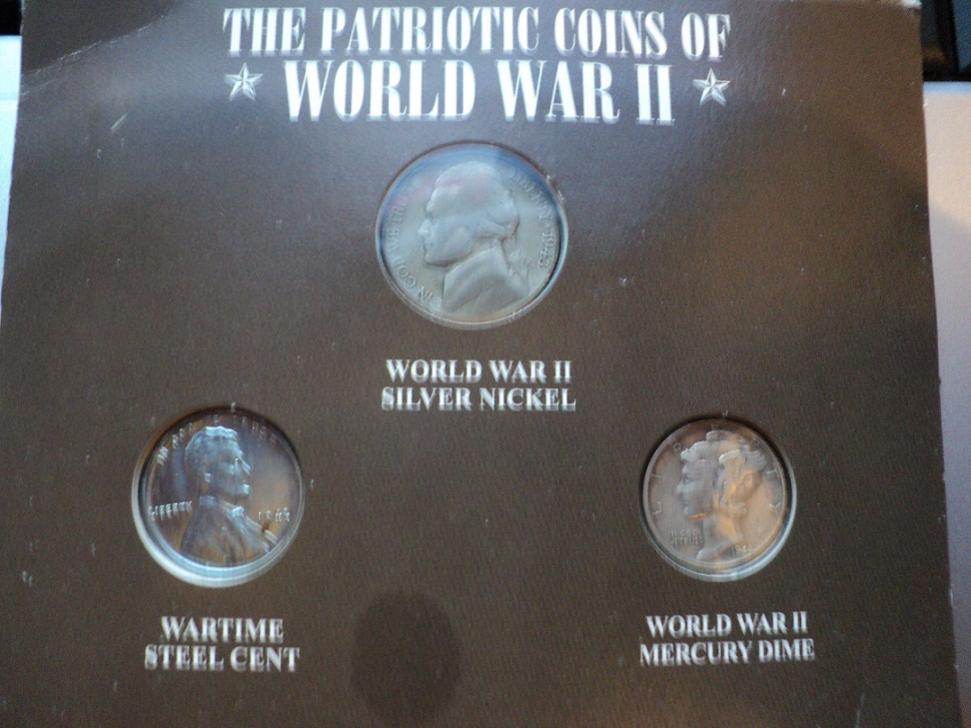 THE PATRIOTIC COINS OF
WORLD WAR II
WORLD WAR II
SILVER NICKEL
LIBERTY
WARTIME
STEEL CENT
WORLD WAR II
MERCURY DIME